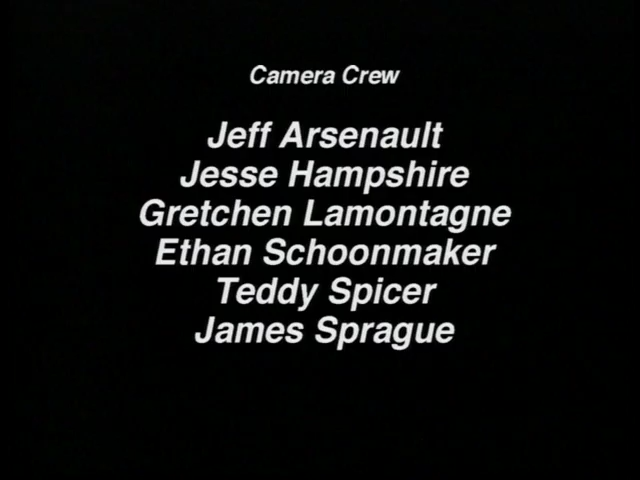 Camera Crew
Jeff Arsenault
Jesse Hampshire
Gretchen Lamontagne
Ethan Schoonmaker
Teddy Spicer
James Sprague